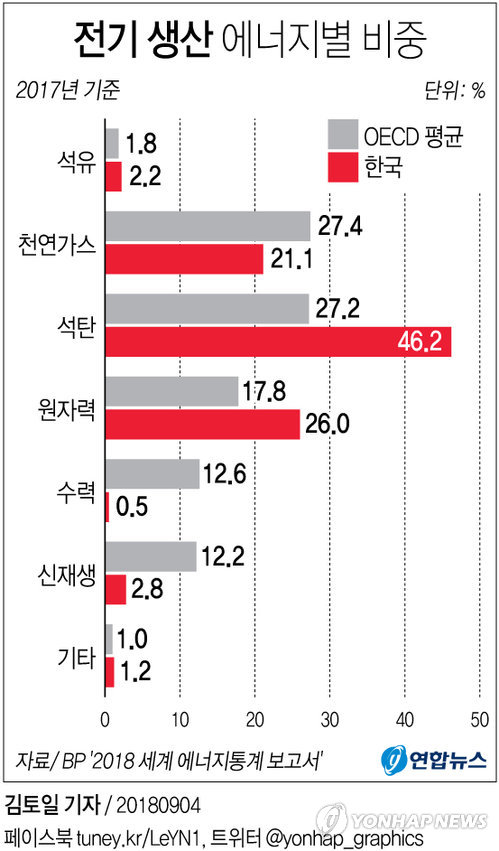 전기 생산 에너지별 비중
2017년 기준 단위: %
OECD 평균
한국
석유 1.8
2.2
천연가스 27.4
21.1
석탄 27.2
46.2
원자력 17.8
26.0
수력 12.6
0.5
신재생 12.2
2.8
기타 1.0
1.2
0 10 20 30 40 50
자료/ BP '2018 세계 에너지통계 보고서' 연합뉴스
김토일 기자 / 20180904
YONHAP NEWS
페이스북 tuney.kr/LeYN1, 트위터 @yonhap_graphics